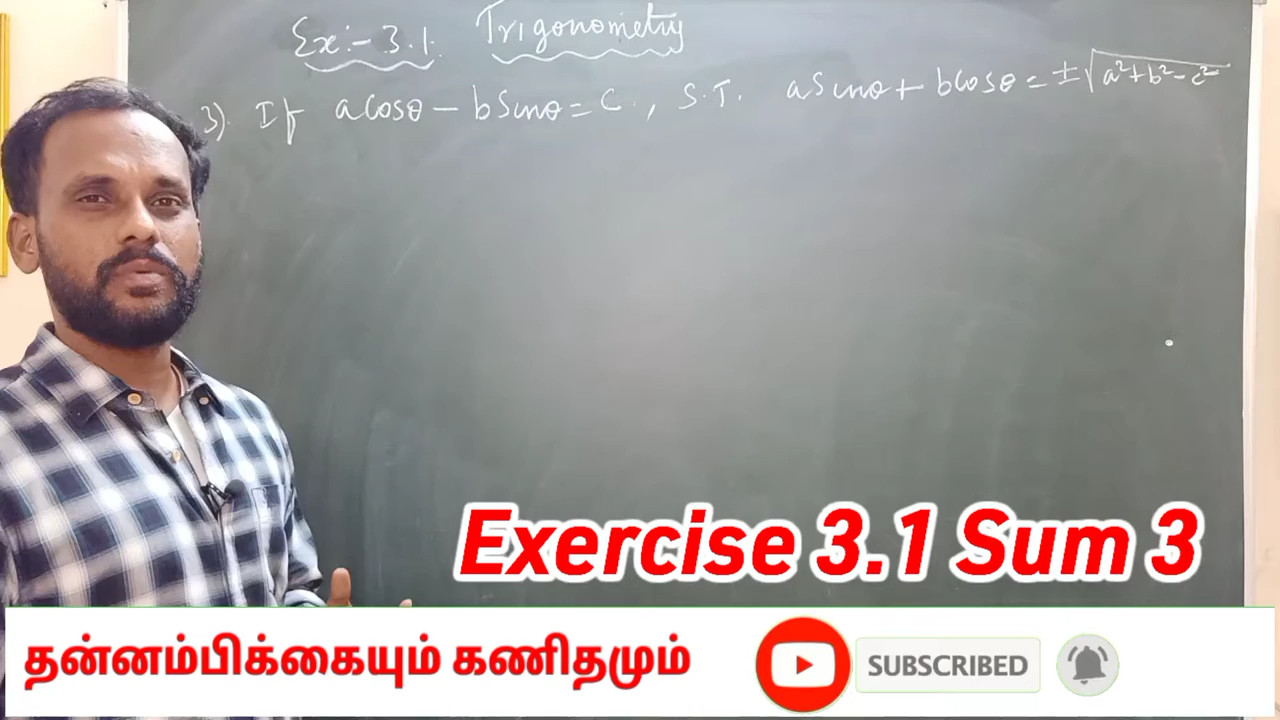 Ex:- 3.1. Trigonometry
3). If acosθ - bsinθ = c., S.T. asinθ + bcosθ = ±√a²+b²-c²
Exercise 3.1 Sum 3
தன்னம்பிக்கையும் கணிதமும்
SUBSCRIBED